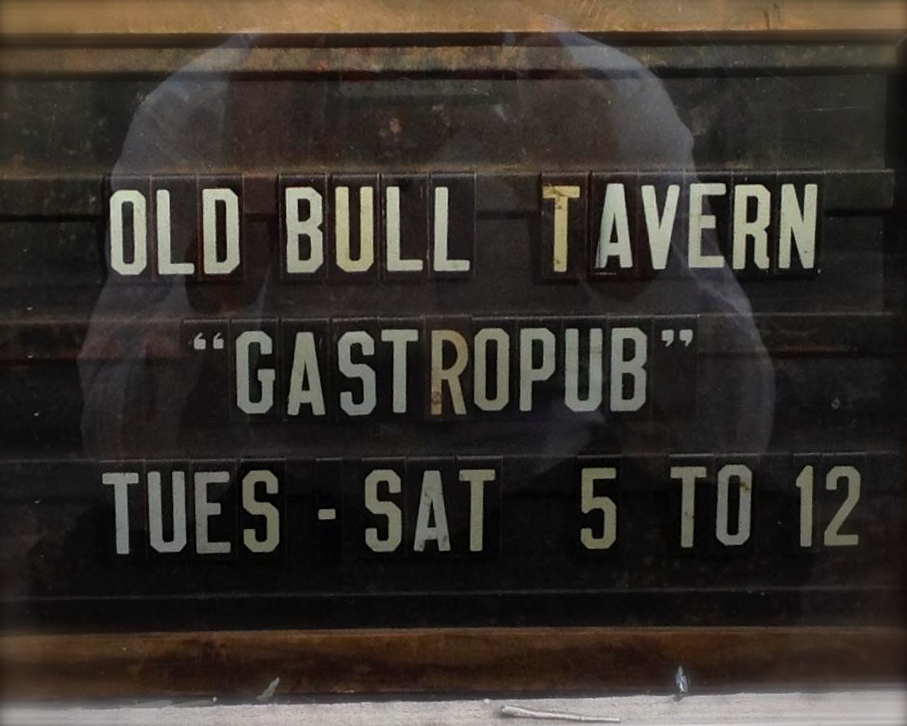 OLD BULL TAVERN
“GASTROPUB”
TUES - SAT 5 TO 12